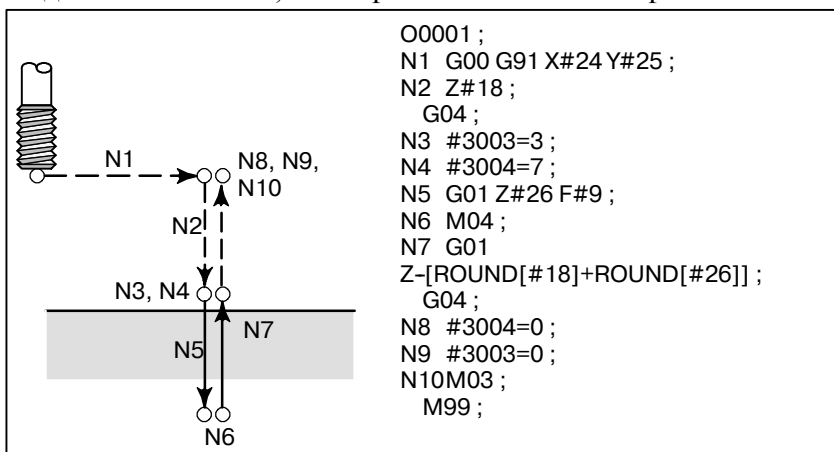 O0001 ;
N1 G00 G91 X#24 Y#25 ;
N2 Z#18 ;
G04 ;
N3 #3003=3 ;
N4 #3004=7 ;
N5 G01 Z#26 F#9 ;
N6 M04 ;
N7 G01
Z-[ROUND[#18]+ROUND[#26]] ;
G04 ;
N8 #3004=0 ;
N9 #3003=0 ;
N10M03 ;
M99 ;
N1
N8, N9,
N10
N2
N3, N4
N7
N5
N6